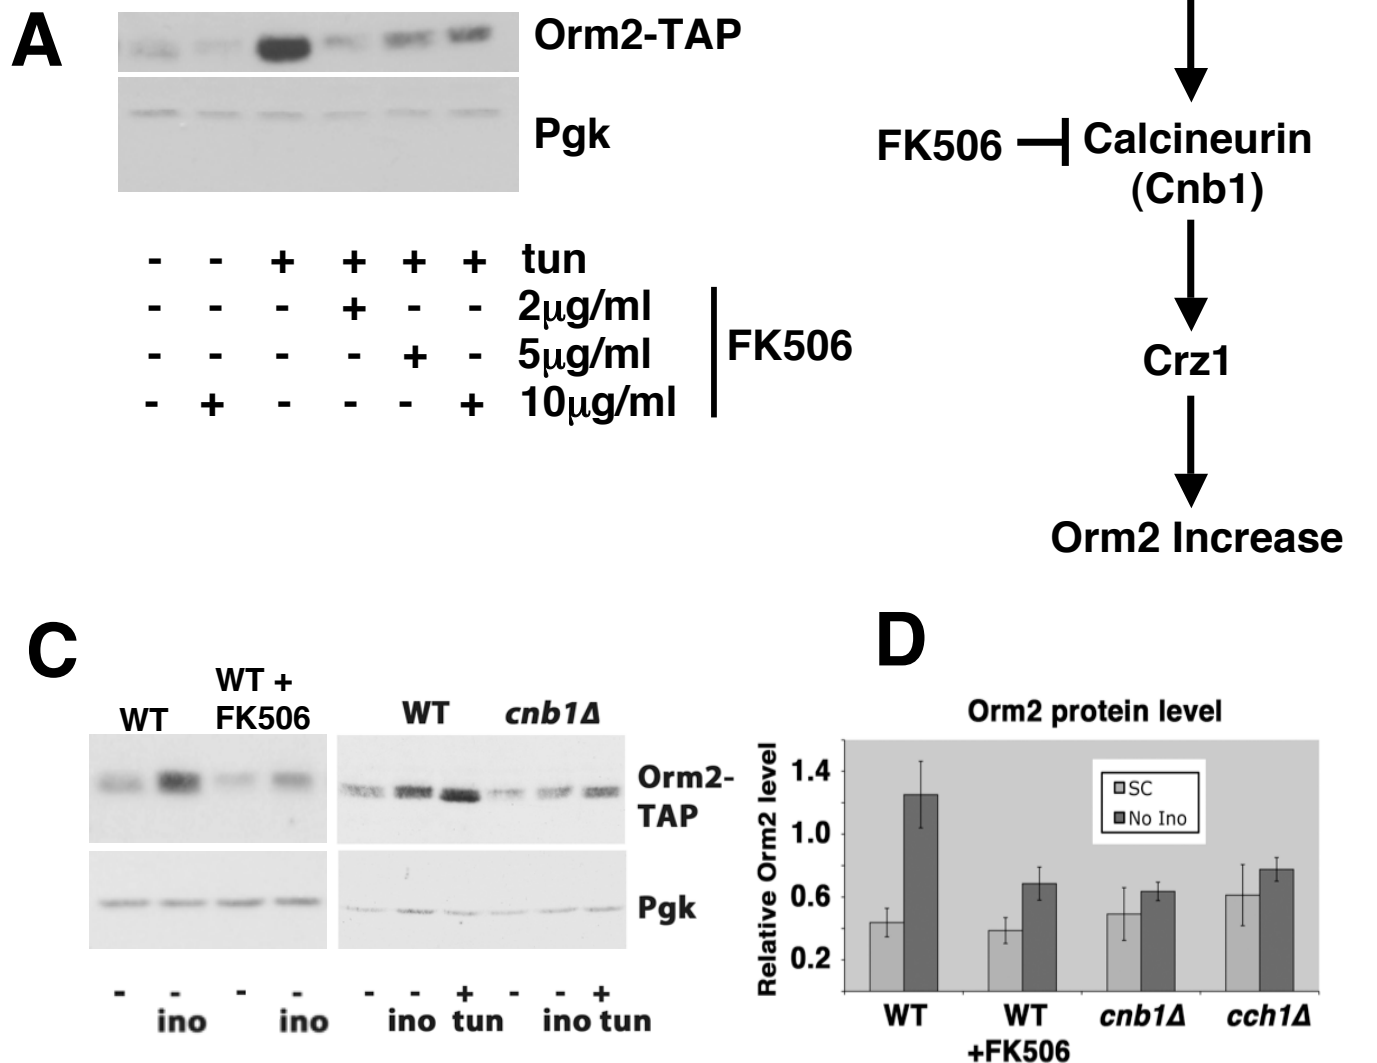 A
Orm2-TAP
Pgk
- - + + + + tun
- - - + - - 2µg/ml
- - - - + - 5µg/ml
- + - - - + 10µg/ml
FK506
FK506
Calcineurin
(Cnb1)
Crz1
Orm2 Increase
C
WT
WT +
FK506
WT
cnb1Δ
Orm2-
TAP
Pgk
- - - - - - + - - +
ino ino ino tun ino tun
D
Orm2 protein level
Relative Orm2 level
1.4
1.0
0.6
0.2
SC
No Ino
WT
WT
+FK506
cnb1Δ
cch1Δ